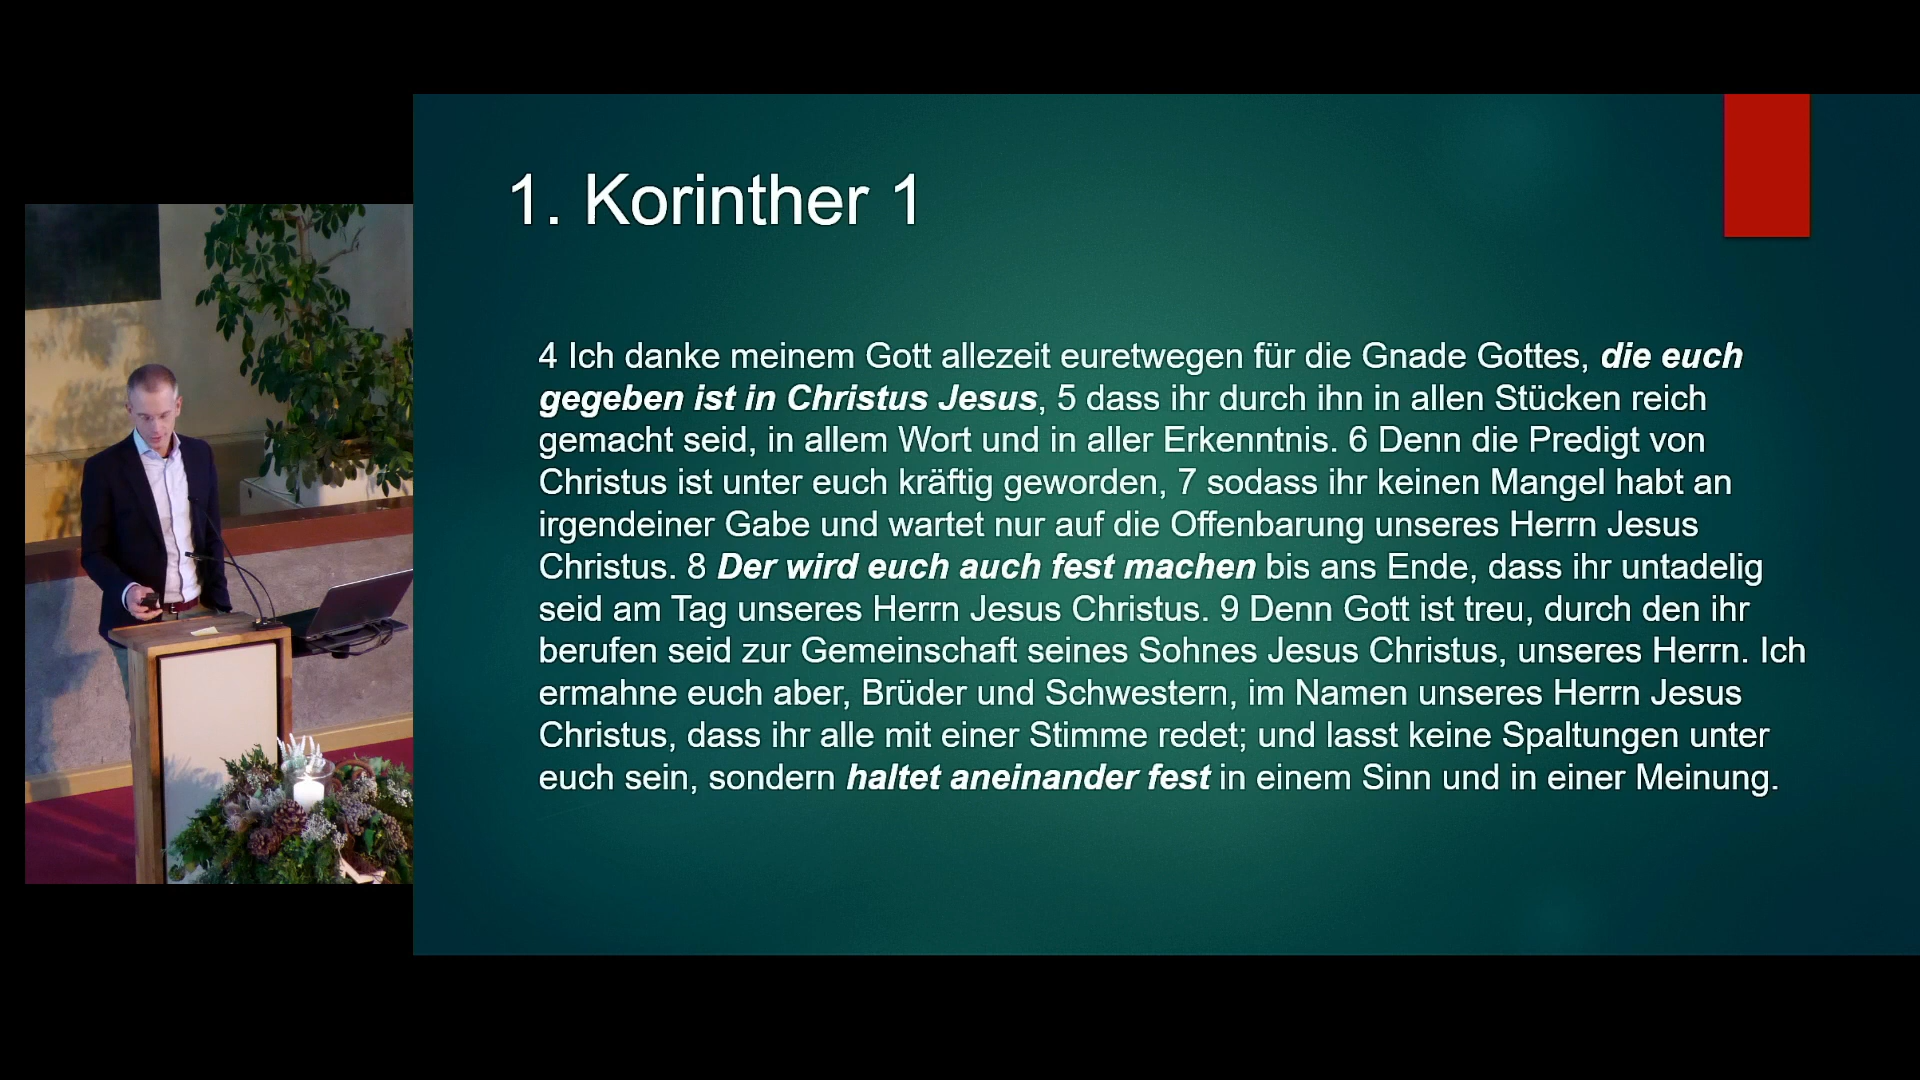 1. Korinther 1
4 Ich danke meinem Gott allezeit euretwegen für die Gnade Gottes, die euch
gegeben ist in Christus Jesus, 5 dass ihr durch ihn in allen Stücken reich
gemacht seid, in allem Wort und in aller Erkenntnis. 6 Denn die Predigt von
Christus ist unter euch kräftig geworden, 7 sodass ihr keinen Mangel habt an
irgendeiner Gabe und wartet nur auf die Offenbarung unseres Herrn Jesus
Christus. 8 Der wird euch auch fest machen bis ans Ende, dass ihr untadelig
seid am Tag unseres Herrn Jesus Christus. 9 Denn Gott ist treu, durch den ihr
berufen seid zur Gemeinschaft seines Sohnes Jesus Christus, unseres Herrn. Ich
ermahne euch aber, Brüder und Schwestern, im Namen unseres Herrn Jesus
Christus, dass ihr alle mit einer Stimme redet; und lasst keine Spaltungen unter
euch sein, sondern haltet aneinander fest in einem Sinn und in einer Meinung.